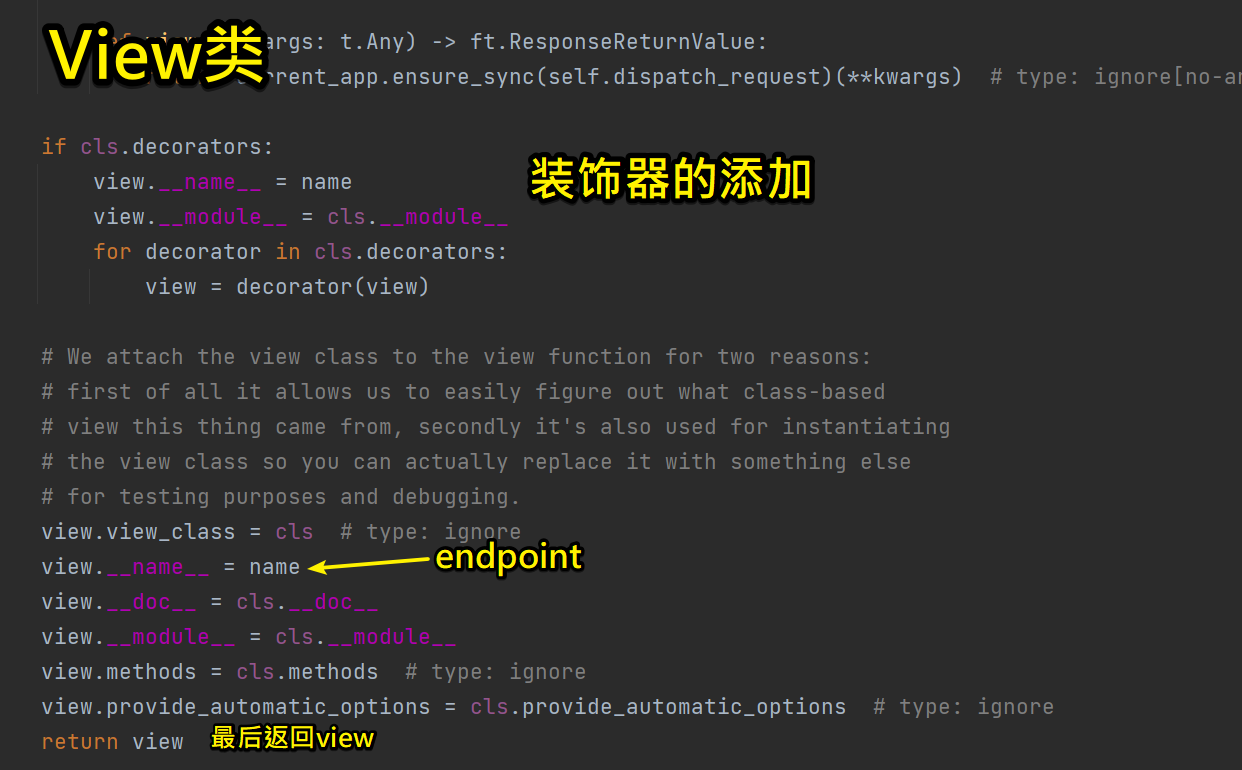 View类
args: t.Any) -> ft.ResponseReturnValue:
rrent_app.ensure_sync(self.dispatch_request)(**kwargs)  # type: ignore[no-an
if cls.decorators:
装饰器的添加
    view.__name__ = name
    view.__module__ = cls.__module__
    for decorator in cls.decorators:
        view = decorator(view)
# We attach the view class to the view function for two reasons:
# first of all it allows us to easily figure out what class-based
# view this thing came from, secondly it's also used for instantiating
# the view class so you can actually replace it with something else
# for testing purposes and debugging.
view.view_class = cls  # type: ignore
view.__name__ = name
endpoint
view.__doc__ = cls.__doc__
view.__module__ = cls.__module__
view.methods = cls.methods  # type: ignore
view.provide_automatic_options = cls.provide_automatic_options  # type: ignore
return view
最后返回view